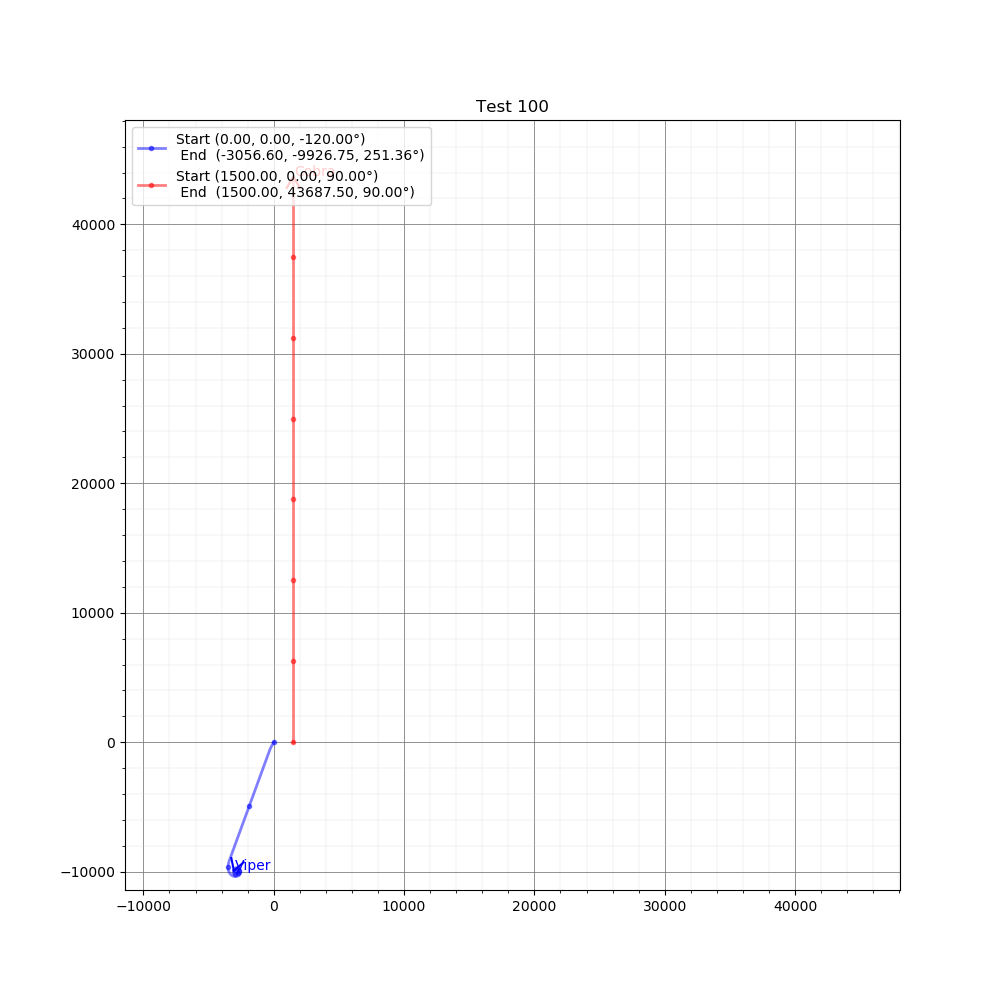 Test 100
Start (0.00, 0.00, -120.00°)
End (-3056.60, -9926.75, 251.36°)
Start (1500.00, 0.00, 90.00°)
End (1500.00, 43687.50, 90.00°)
Cobra
40000
30000
20000
10000
0
−10000
Viper
−10000 0 10000 20000 30000 40000